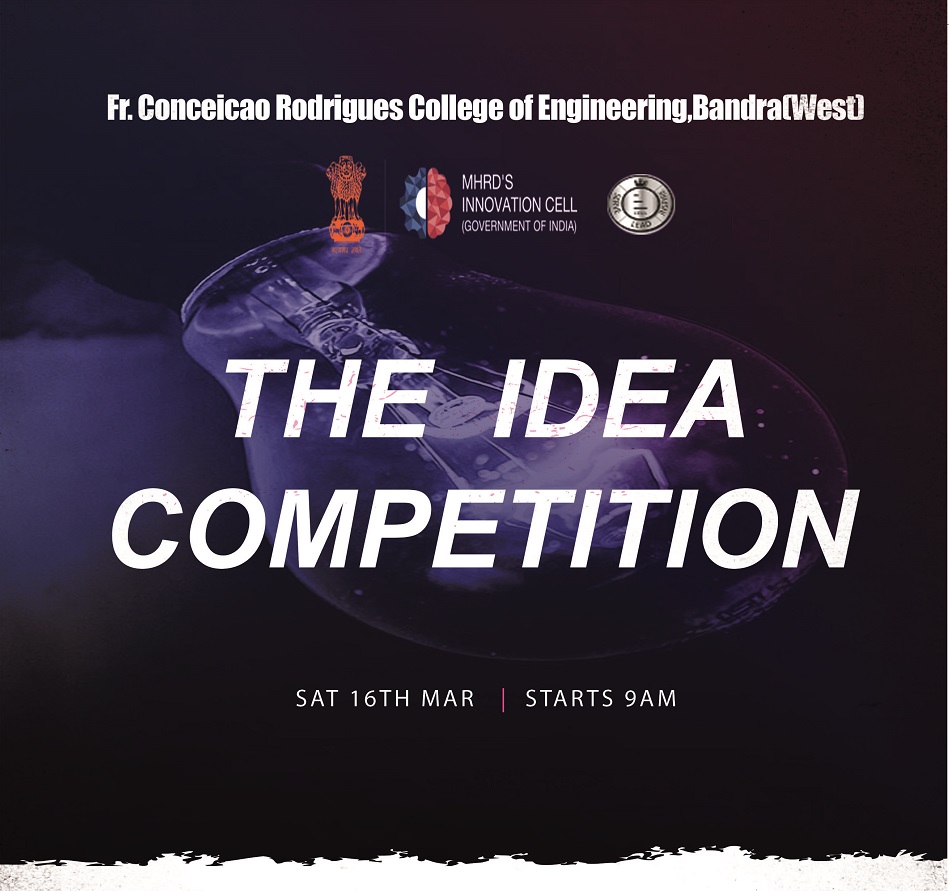 Fr. Conceicao Rodrigues College of Engineering,Bandra(West)
MHRD'S
INNOVATION CELL
(GOVERNMENT OF INDIA)
THE IDEA
COMPETITION
SAT 16TH MAR | STARTS 9AM